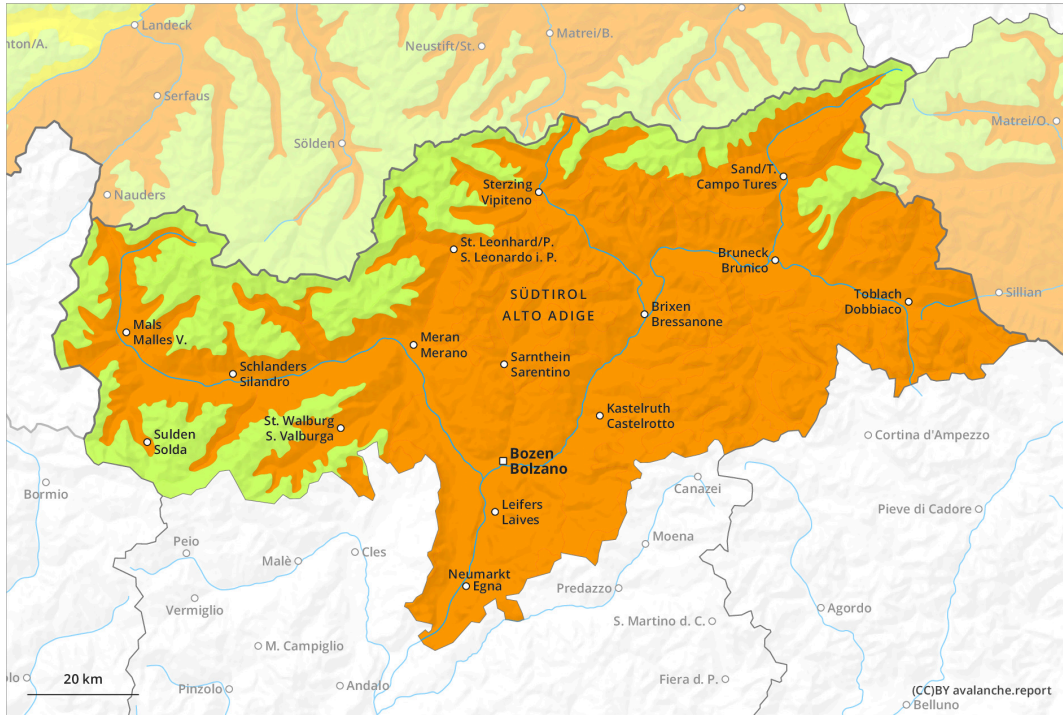 Landeck
Matrei/B.
Neustift/St.
nton/A.
Serfaus
Matrei/O.
Sölden
Sand/T.
Campo Tures
Sterzing
Vipiteno
Nauders
St. Leonhard/P.
S. Leonardo i. P.
Bruneck
Brunico
SÜDTIROL
ALTO ADIGE
Toblach
Dobbiaco
Sillian
Brixen
Bressanone
Mals
Malles V.
Meran
Merano
Schlanders
Silandro
Sarnthein
Sarentino
Kastelruth
Castelrotto
St. Walburg
S. Valburga
Sulden
Solda
Cortina d'Ampezzo
Bozen
Bolzano
Bormio
Canazei
Leifers
Laives
Pieve di Cadore
Peio
Moena
Malè
Cles
Neumarkt
Egna
Predazzo
Vermiglio
Agordo
S. Martino d. C.
M. Campiglio
20 km
olo
Pinzolo
Andalo
Fiera d. P.
(CC)BY avalanche.report
Belluno